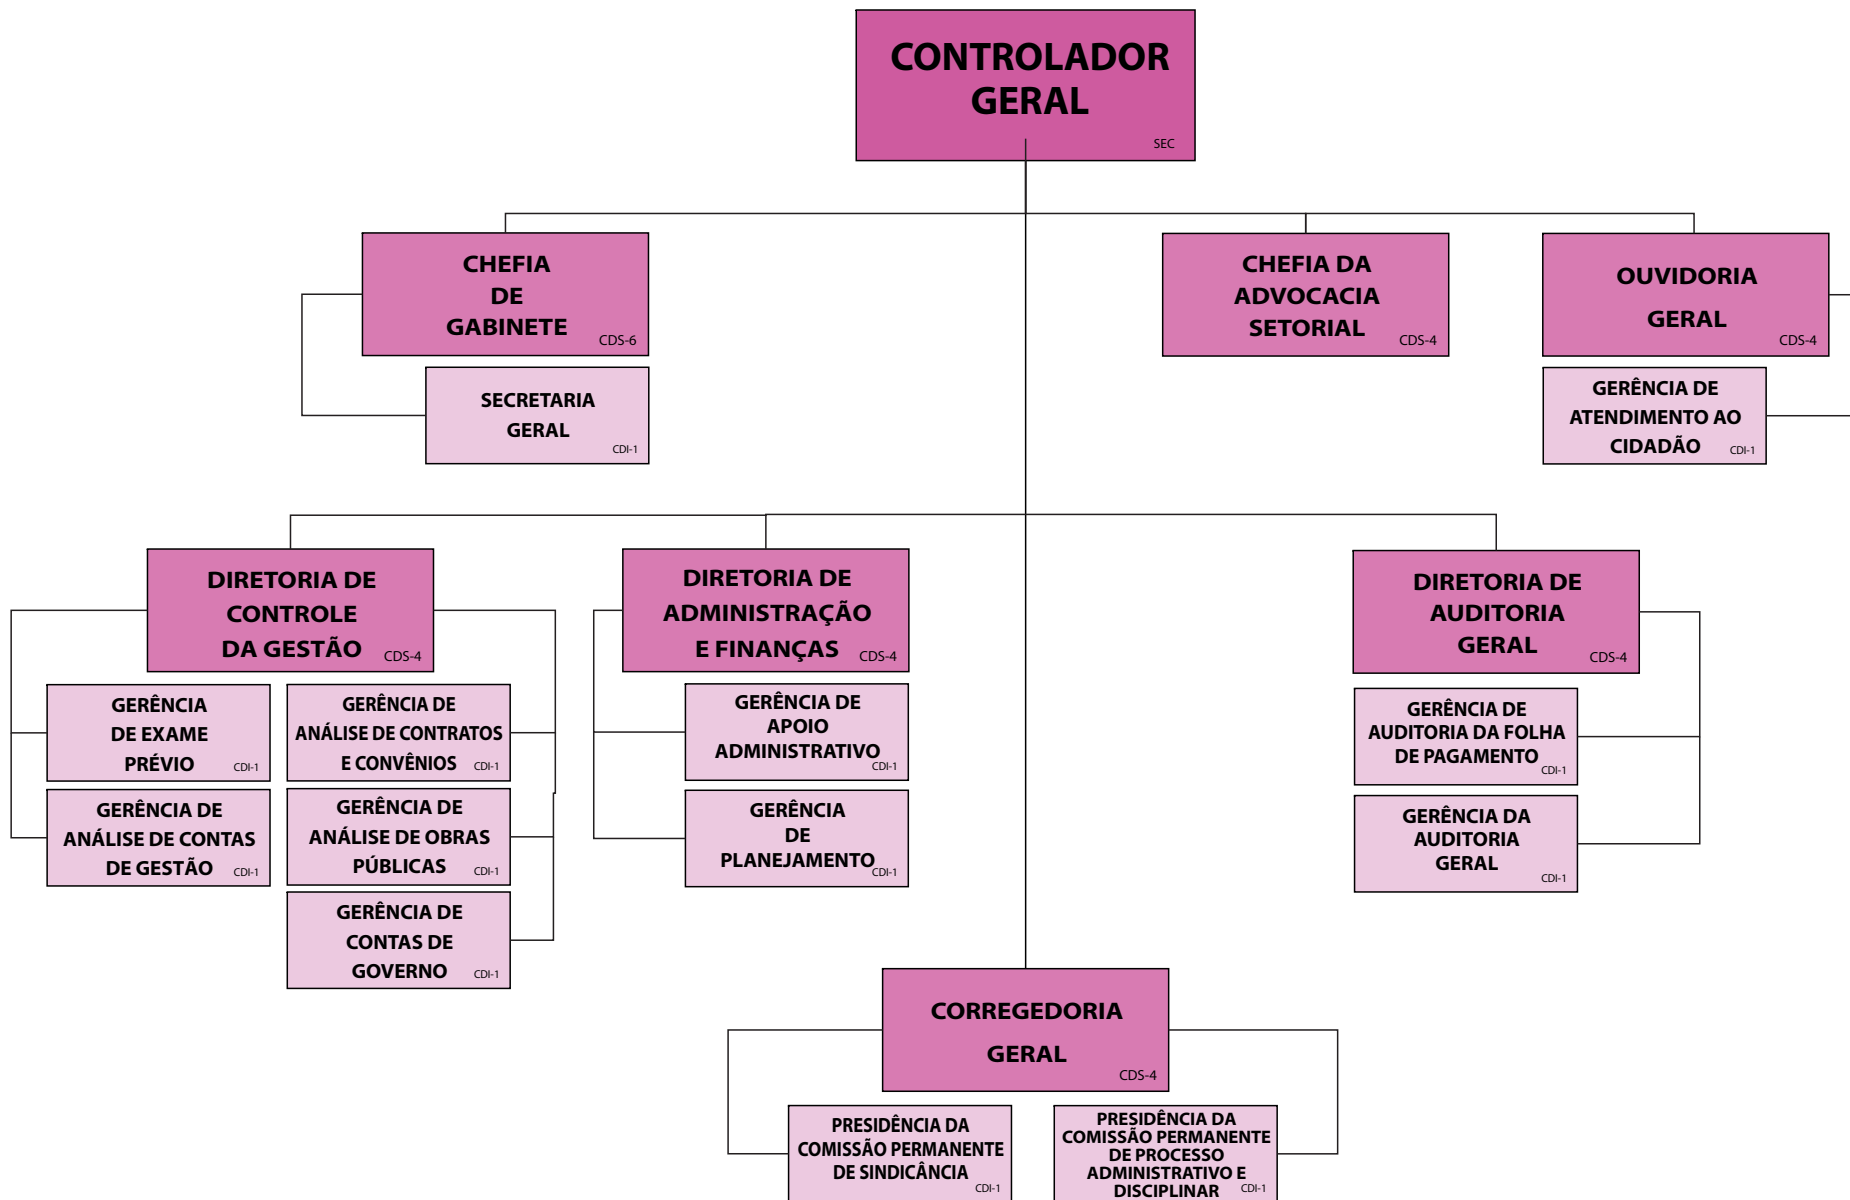 CONTROLADOR
GERAL
SEC
CHEFIA
DE
GABINETE
CDS-6
CHEFIA DA
ADVOCACIA
SETORIAL
CDS-4
OUVIDORIA
GERAL
CDS-4
SECRETARIA
GERAL
CDI-1
GERÊNCIA DE
ATENDIMENTO AO
CIDADÃO
CDI-1
DIRETORIA DE
CONTROLE
DA GESTÃO
CDS-4
DIRETORIA DE
ADMINISTRAÇÃO
E FINANÇAS
CDS-4
DIRETORIA DE
AUDITORIA
GERAL
CDS-4
GERÊNCIA
DE EXAME
PRÉVIO
CDI-1
GERÊNCIA DE
ANÁLISE DE CONTRATOS
E CONVÊNIOS
CDI-1
GERÊNCIA DE
APOIO
ADMINISTRATIVO
CDI-1
GERÊNCIA DE
AUDITORIA DA FOLHA
DE PAGAMENTO
CDI-1
GERÊNCIA DE
ANÁLISE DE CONTAS
DE GESTÃO
CDI-1
GERÊNCIA DE
ANÁLISE DE OBRAS
PÚBLICAS
CDI-1
GERÊNCIA
DE
PLANEJAMENTO
CDI-1
GERÊNCIA DA
AUDITORIA
GERAL
CDI-1
GERÊNCIA DE
CONTAS DE
GOVERNO
CDI-1
CORREGEDORIA
GERAL
CDS-4
PRESIDÊNCIA DA
COMISSÃO PERMANENTE
DE SINDICÂNCIA
CDI-1
PRESIDÊNCIA DA
COMISSÃO PERMANENTE
DE PROCESSO
ADMINISTRATIVO E
DISCIPLINAR
CDI-1